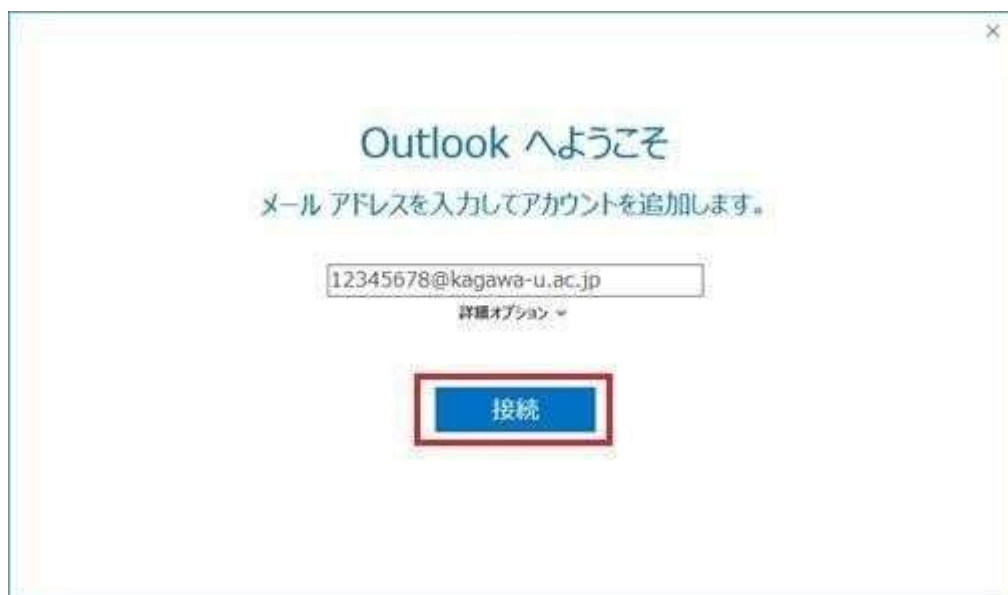 Outlook へようこそ
メール アドレスを入力してアカウントを追加します。
12345678@kagawa-u.ac.jp
詳細オプション
接続